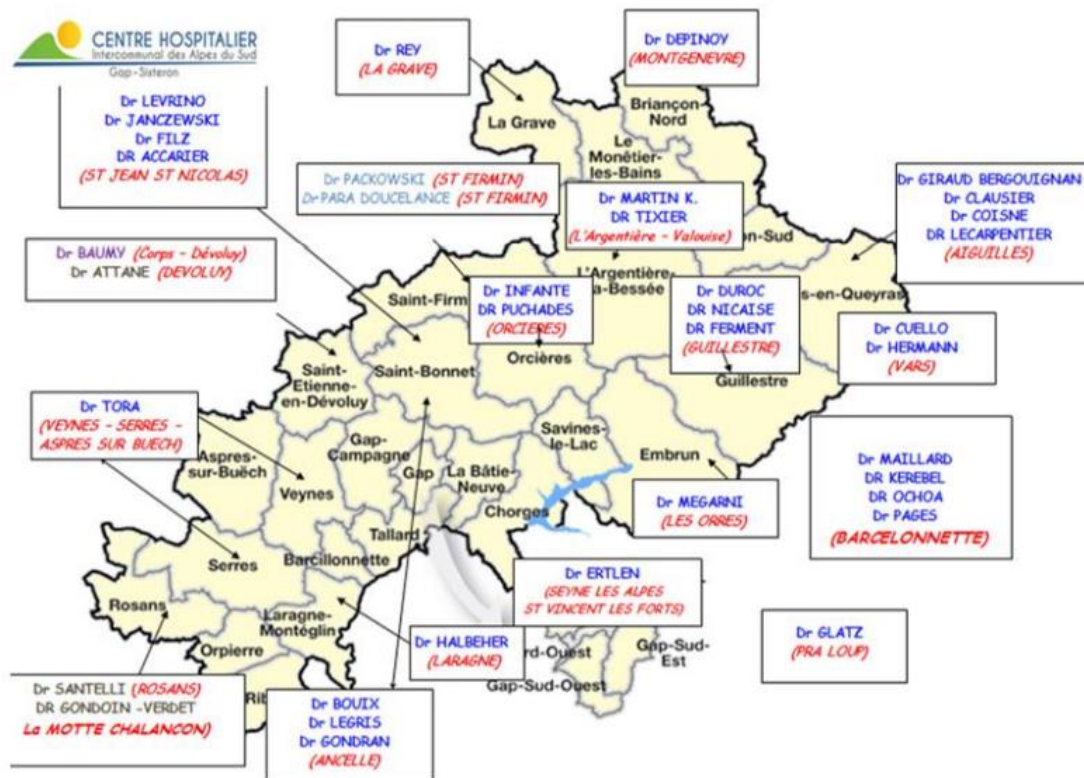 CENTRE HOSPITALIER
Intercommunal des Alpes du Sud
Gap-Sisteron
Dr LEVRINO
Dr JANCZEWSKI
Dr FILZ
DR ACCARIER
(ST JEAN ST NICOLAS)
Dr REY
(LA GRAVE)
Dr DEPINOY
(MONTGENEVRE)
Briançon-
Nord
La Grave
Le
Monêtier-
les-Bains
Dr PACKOWSKI (ST FIRMIN)
Dr PARA DOUCELANCE (ST FIRMIN)
Dr MARTIN K.
DR TIXIER
(L'Argentière - Valouise)
Dr GIRAUD BERGOUIGNAN
Dr CLAUSIER
Dr COISNE
DR LECARPENTIER
(AIGUILLES)
on-Sud
Dr BAUMY (Corps - Dévoluy)
Dr ATTANE (DEVOLUY)
L'Argentière-
a-Bessée
s-en-Queyras
Saint-Firm
Dr INFANTE
DR PUCHADES
(ORCIERES)
Dr DUROC
DR NICAISE
DR FERMENT
(GUILLESTRE)
Dr CUELLO
Dr HERMANN
(VARS)
Orcières
Guillestre
Saint-Bonnet
Saint-
Etienne-
en-Dévoluy
Dr TORA
(VEYNES - SERRES -
ASPRES SUR BUECH)
Aspres-
sur-Buëch
Veynes
Gap-
Campagne
Gap
La Bâtie-
Neuve
Savines-
le-Lac
Embrun
Chorges
Dr MAILLARD
DR KEREBEL
DR OCHOA
Dr PAGES
(BARCELONNETTE)
Dr MEGARNI
(LES ORRES)
Tallard
Barcillonnette
Serres
Rosans
Laragne-
Montéglin
Orpierre
Dr ERTLEN
(SEYNE LES ALPES
ST VINCENT LES FORTS)
Dr HALBEHER
(LARAGNE)
rd-Ouest
Gap-Sud-
Est
Gap-Sud-Ouest
Dr GLATZ
(PRA LOUP)
Dr SANTELLI (ROSANS)
DR GONDOIN -VERDET
La MOTTE CHALANCON)
Rib
Dr BOUIX
Dr LEGRIS
Dr GONDRAN
(ANCELLE)